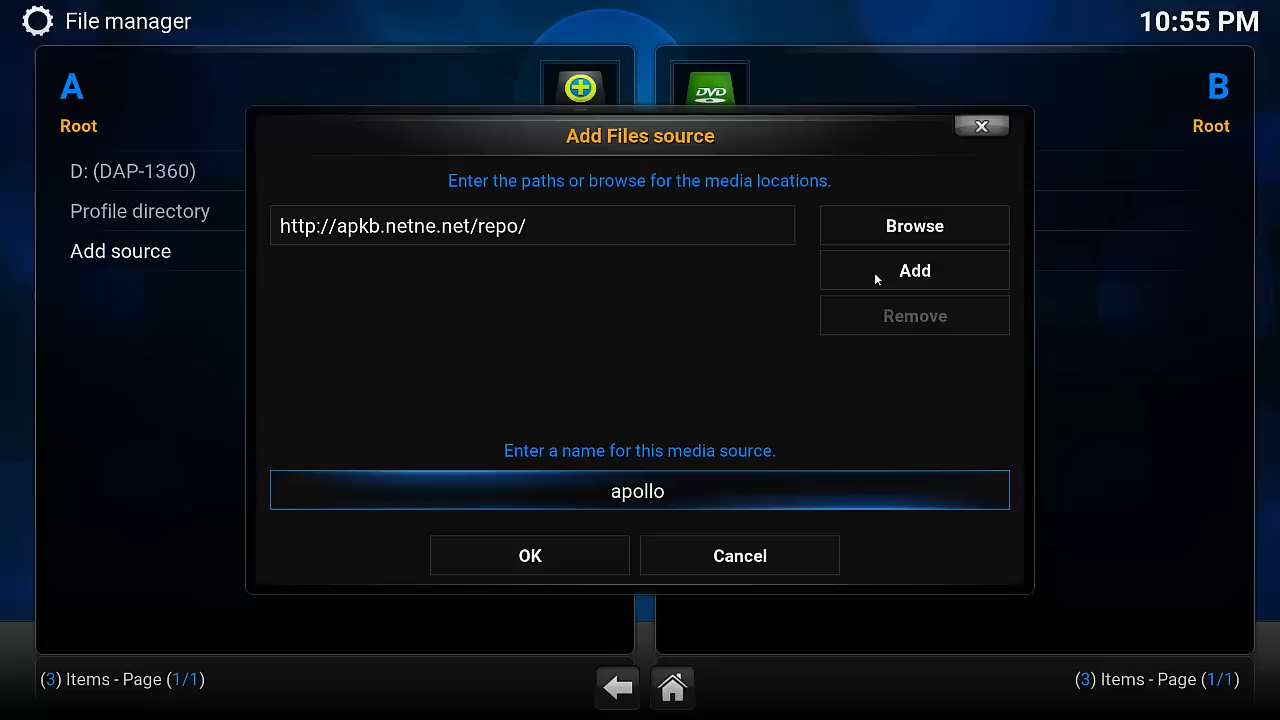 File manager
10:55 PM
A
Root
D: (DAP-1360)
Profile directory
Add source
DVD
B
Root
Add Files source
Enter the paths or browse for the media locations.
http://apkb.netne.net/repo/
Browse
Add
Remove
Enter a name for this media source.
apollo
OK
Cancel
(3) Items - Page (1/1)
(3) Items - Page (1/1)